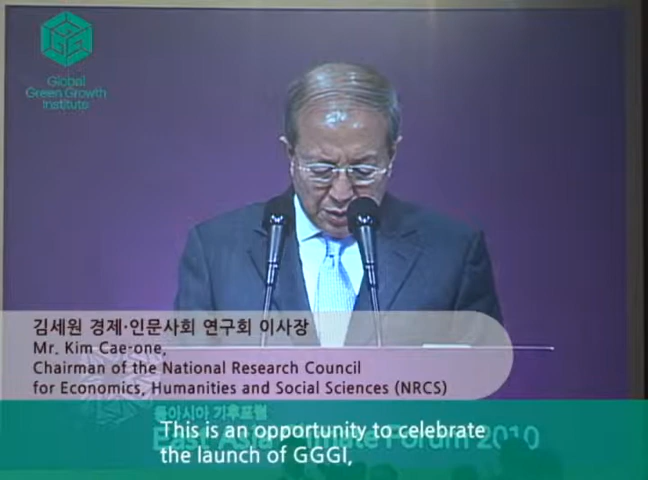 Global
Green Growth
Institute
김세원 경제·인문사회 연구회 이사장
Mr. Kim Cae-one,
Chairman of the National Research Council
for Economics, Humanities and Social Sciences (NRCS)
동아시아 기후포럼
East Asia Climate Forum 2010
This is an opportunity to celebrate
the launch of GGGI,